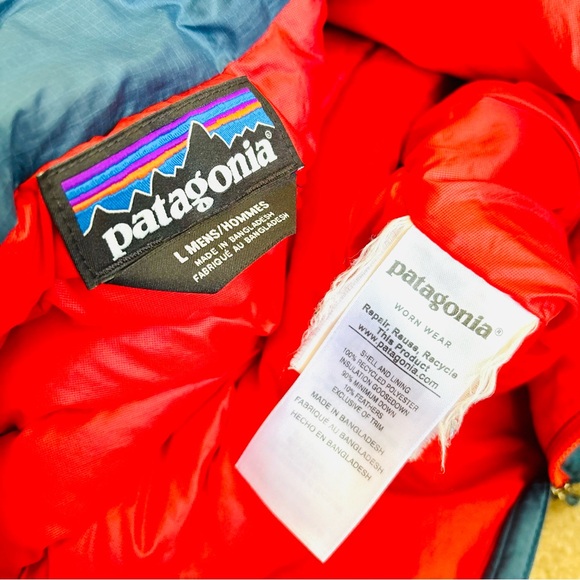 patagonia®
L MENS/HOMMES
MADE IN BANGLADESH
FABRIQUÉ AU BANGLADESH
patagonia®
WORN WEAR
Repair, Reuse, Recycle
This Product
www.patagonia.com
SHELL AND LINING
100% RECYCLED POLYESTER
INSULATION GOOSEDOWN
90% MINIMUM DOWN
10% FEATHERS
EXCLUSIVE OF TRIM
MADE IN BANGLADESH
FABRIQUÉ AU BANGLADESH
HECHO EN BANGLADESH